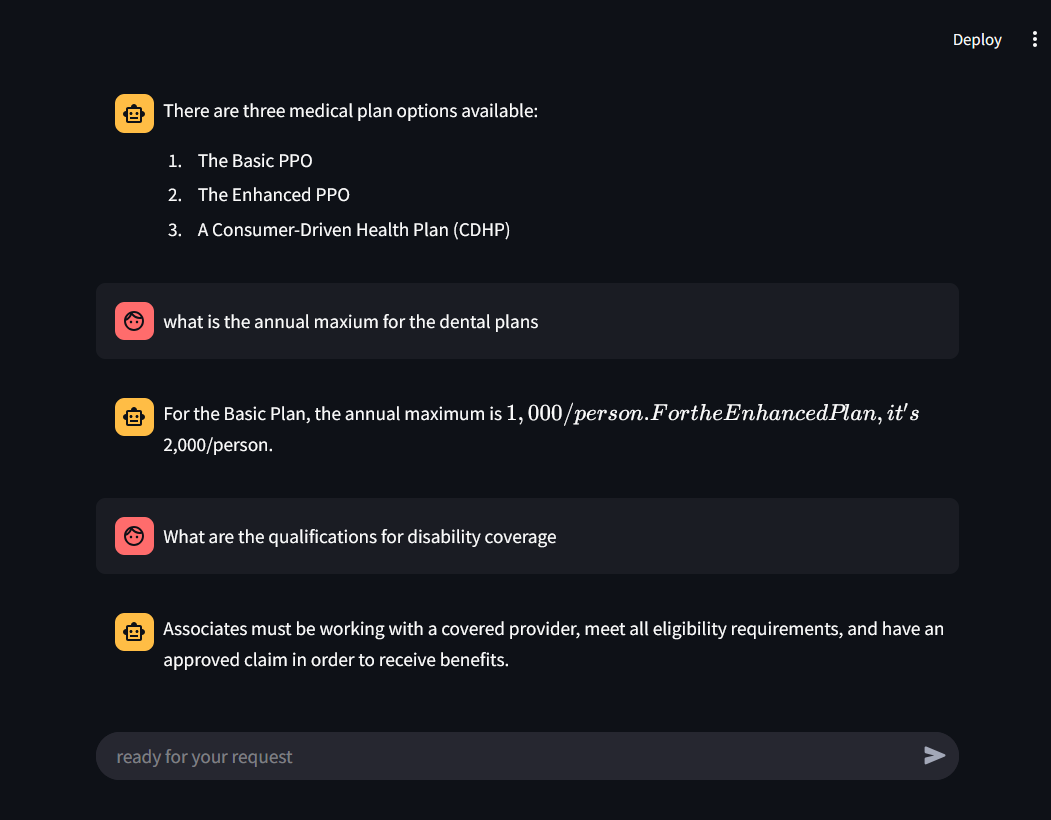 Deploy
There are three medical plan options available:
1. The Basic PPO
2. The Enhanced PPO
3. A Consumer-Driven Health Plan (CDHP)
what is the annual maxium for the dental plans
For the Basic Plan, the annual maximum is 1,000/person.FortheEnhancedPlan,it's
2,000/person.
What are the qualifications for disability coverage
Associates must be working with a covered provider, meet all eligibility requirements, and have an
approved claim in order to receive benefits.
ready for your request